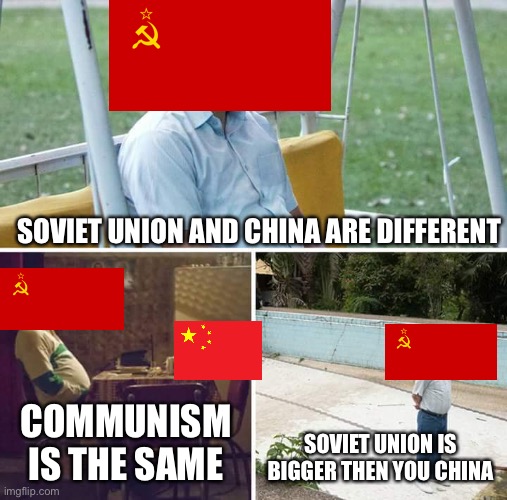 SOVIET UNION AND CHINA ARE DIFFERENT
COMMUNISM
IS THE SAME
SOVIET UNION IS
BIGGER THEN YOU CHINA
imgflip.com